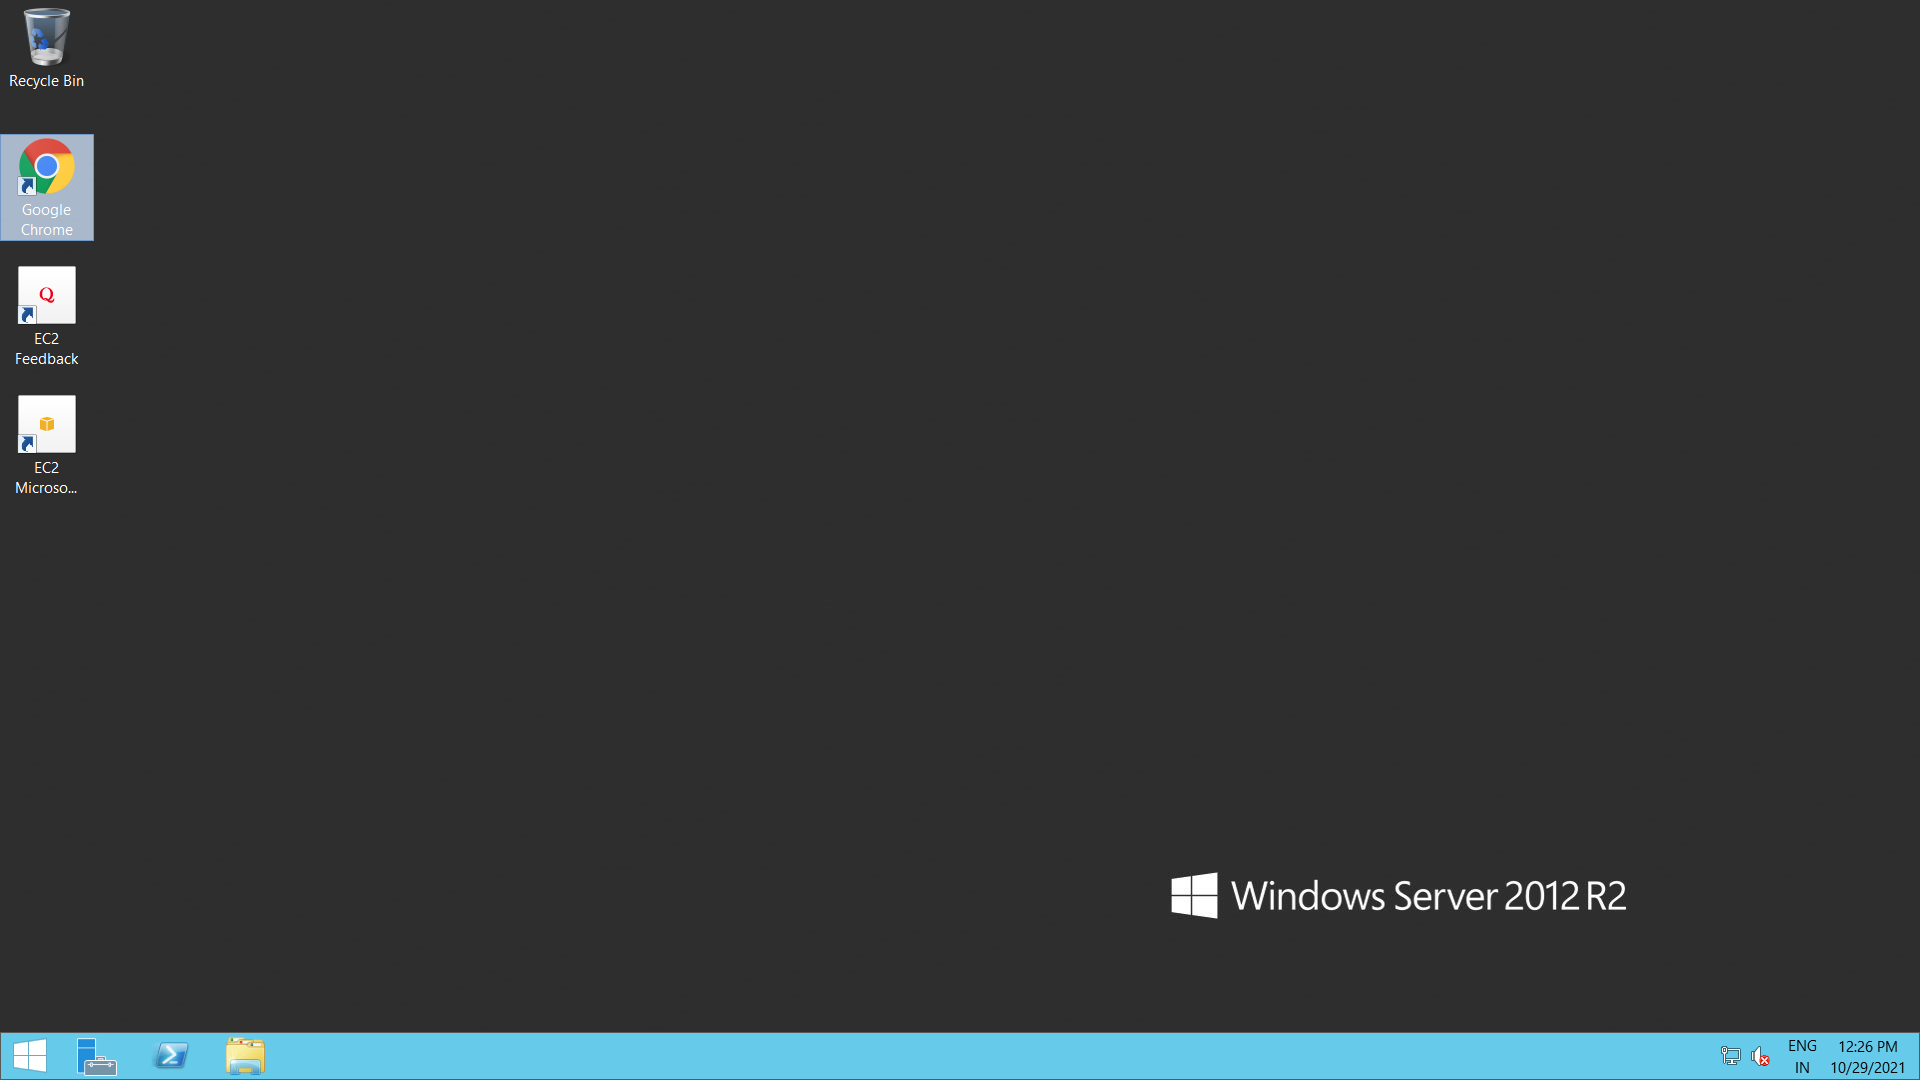 Recycle Bin
Google
Chrome
Q
EC2
Feedback
EC2
Microso...
Windows Server 2012 R2
ENG
IN
12:26 PM
10/29/2021